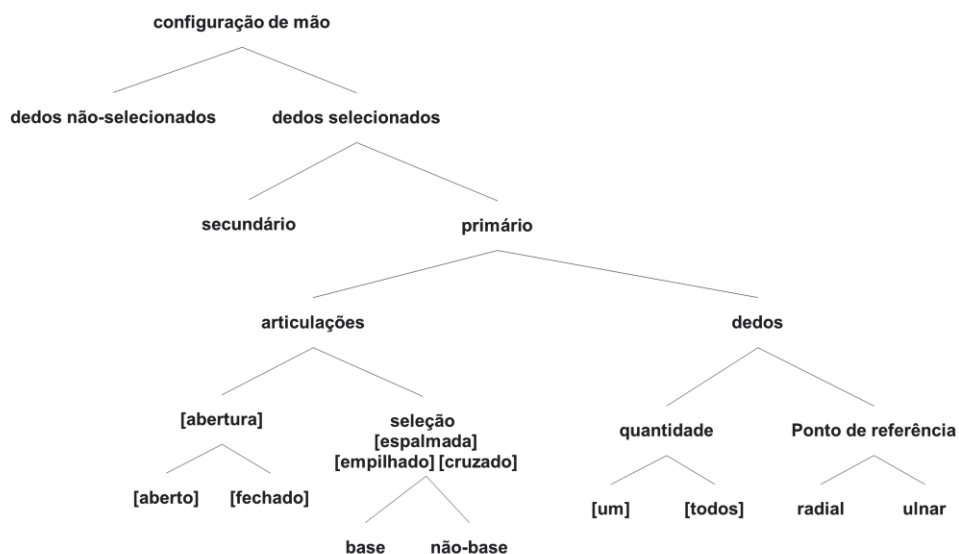 configuração de mão
dedos não-selecionados dedos selecionados
secundário primário
articulações dedos
[abertura] seleção quantidade Ponto de referência
[espalmada]
[empilhado] [cruzado]
[aberto] [fechado] [um] [todos] radial ulnar
base não-base